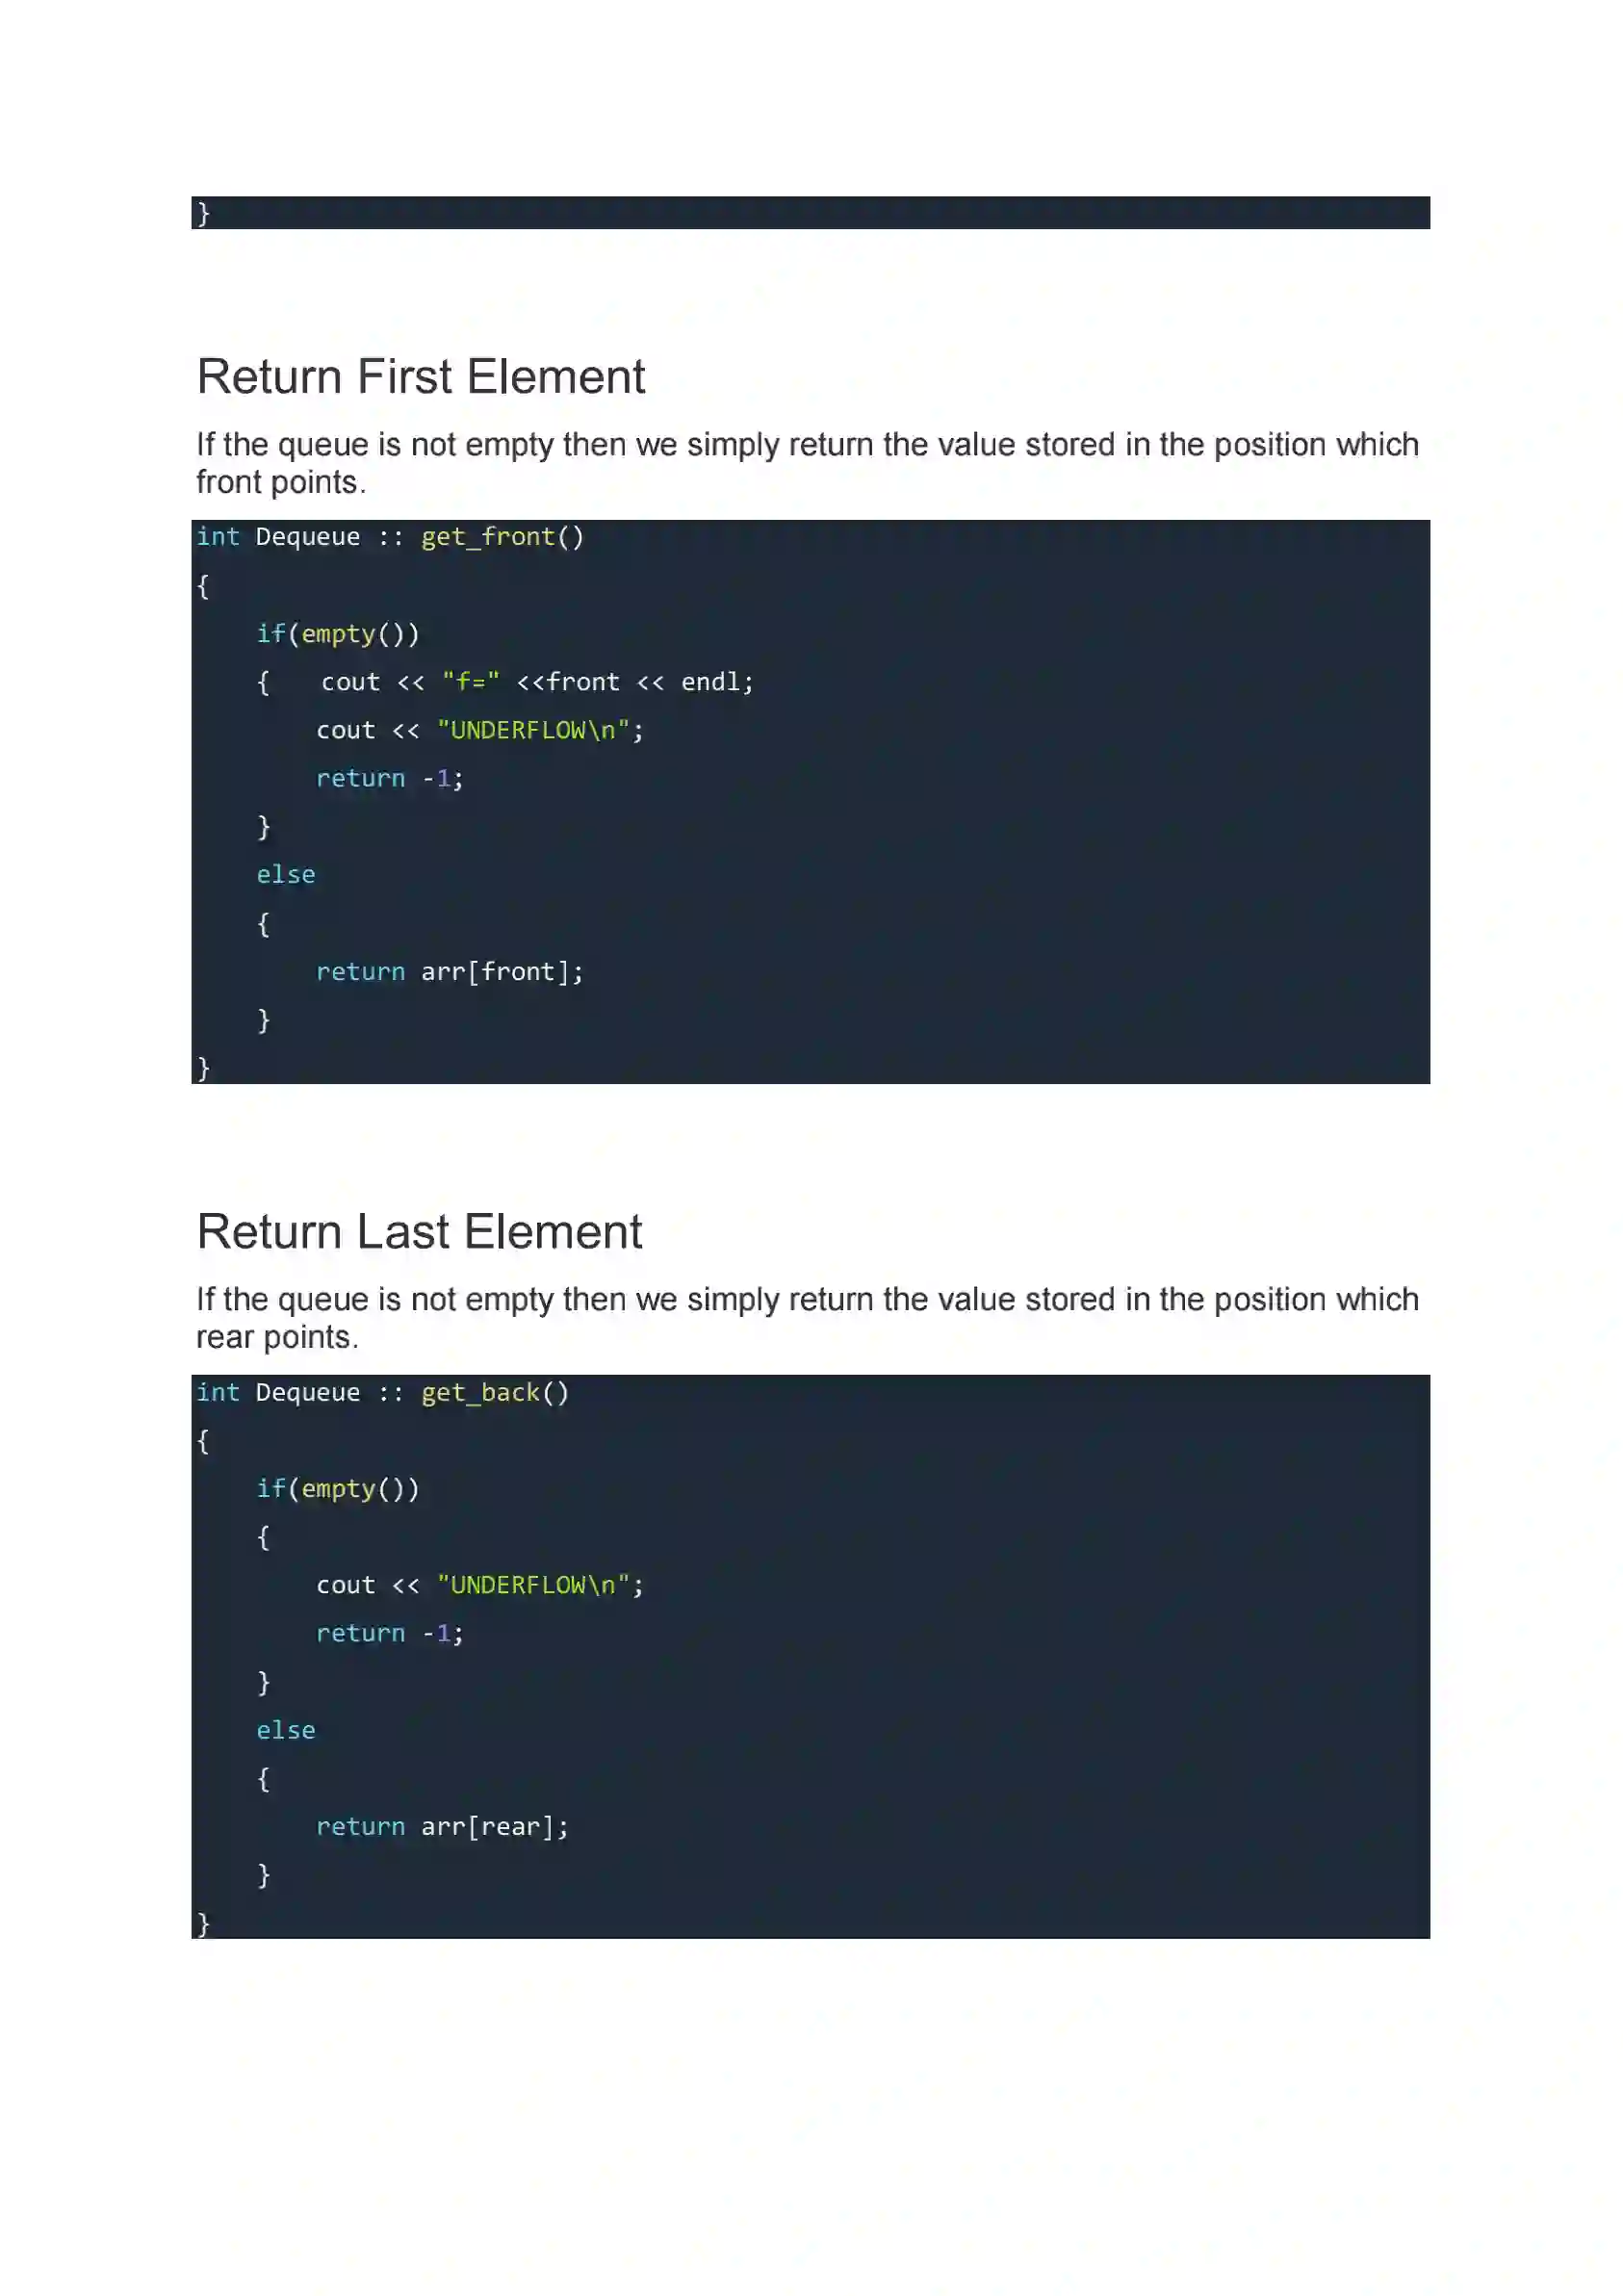 }
Return First Element
If the queue is not empty then we simply return the value stored in the position which
front points.
int Dequeue :: get_front()
{
    if(empty())
    {   cout << "f=" <<front << endl;
        cout << "UNDERFLOW\n";
        return -1;
    }
    else
    {
        return arr[front];
    }
}
Return Last Element
If the queue is not empty then we simply return the value stored in the position which
rear points.
int Dequeue :: get_back()
{
    if(empty())
    {
        cout << "UNDERFLOW\n";
        return -1;
    }
    else
    {
        return arr[rear];
    }
}